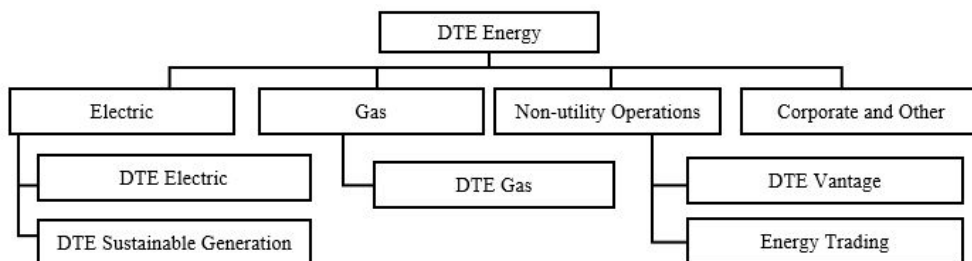 DTE Energy
Electric
Gas
Non-utility Operations
Corporate and Other
DTE Electric
DTE Gas
DTE Vantage
DTE Sustainable Generation
Energy Trading